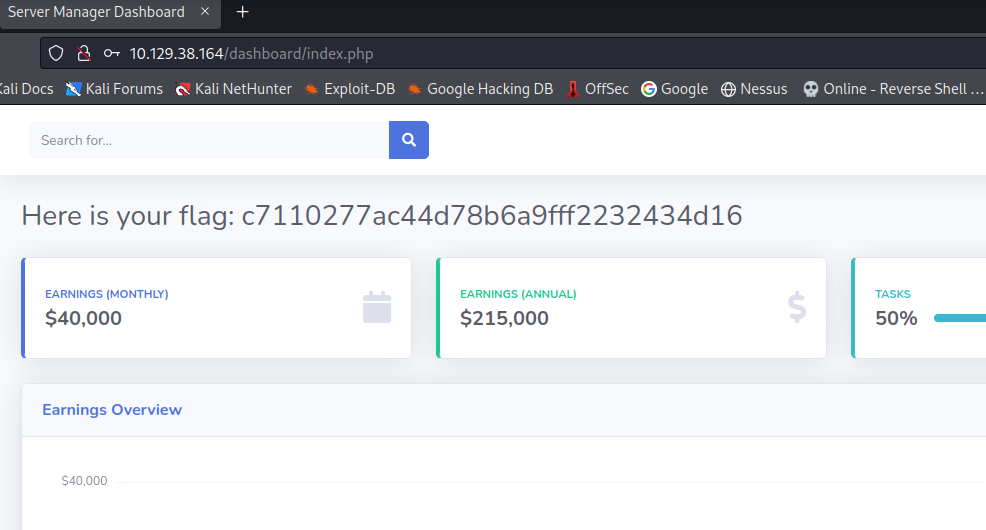 Server Manager Dashboard
10.129.38.164/dashboard/index.php
Kali Docs Kali Forums Kali NetHunter Exploit-DB Google Hacking DB OffSec Google Nessus Online - Reverse Shell ...
Search for...
Here is your flag: c7110277ac44d78b6a9fff2232434d16
EARNINGS (MONTHLY)
$40,000
EARNINGS (ANNUAL)
$215,000
TASKS
50%
Earnings Overview
$40,000